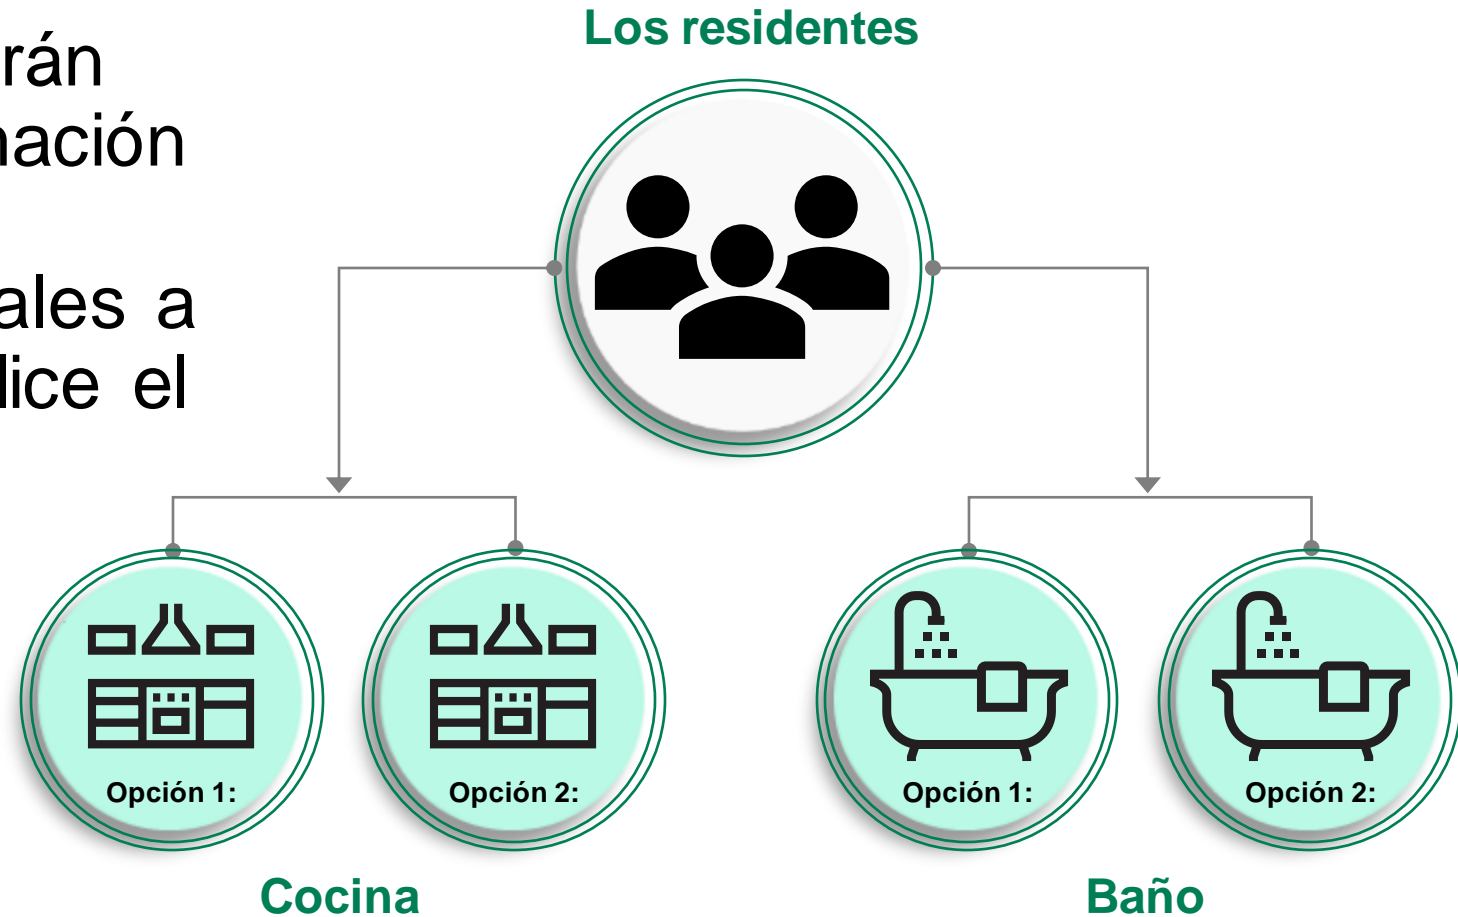 Los residentes
rán
nación
ales a
lice el
Opción 1:
Opción 2:
Opción 1:
Opción 2:
Cocina
Baño